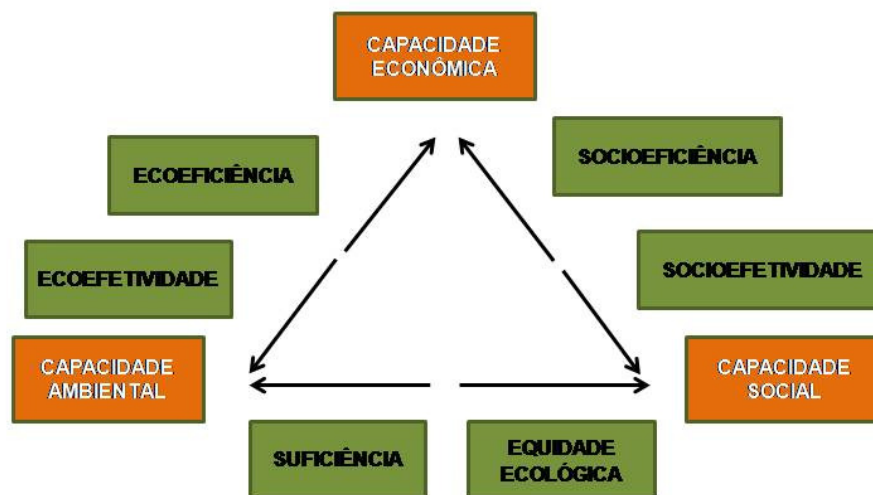 CAPACIDADE
ECONÔMICA
SOCIOEFICIÊNCIA
ECOEFICIÊNCIA
ECOEFETIVIDADE
SOCIOEFETIVIDADE
CAPACIDADE
AMBIENTAL
CAPACIDADE
SOCIAL
SUFICIÊNCIA
EQUIDADE
ECOLÓGICA